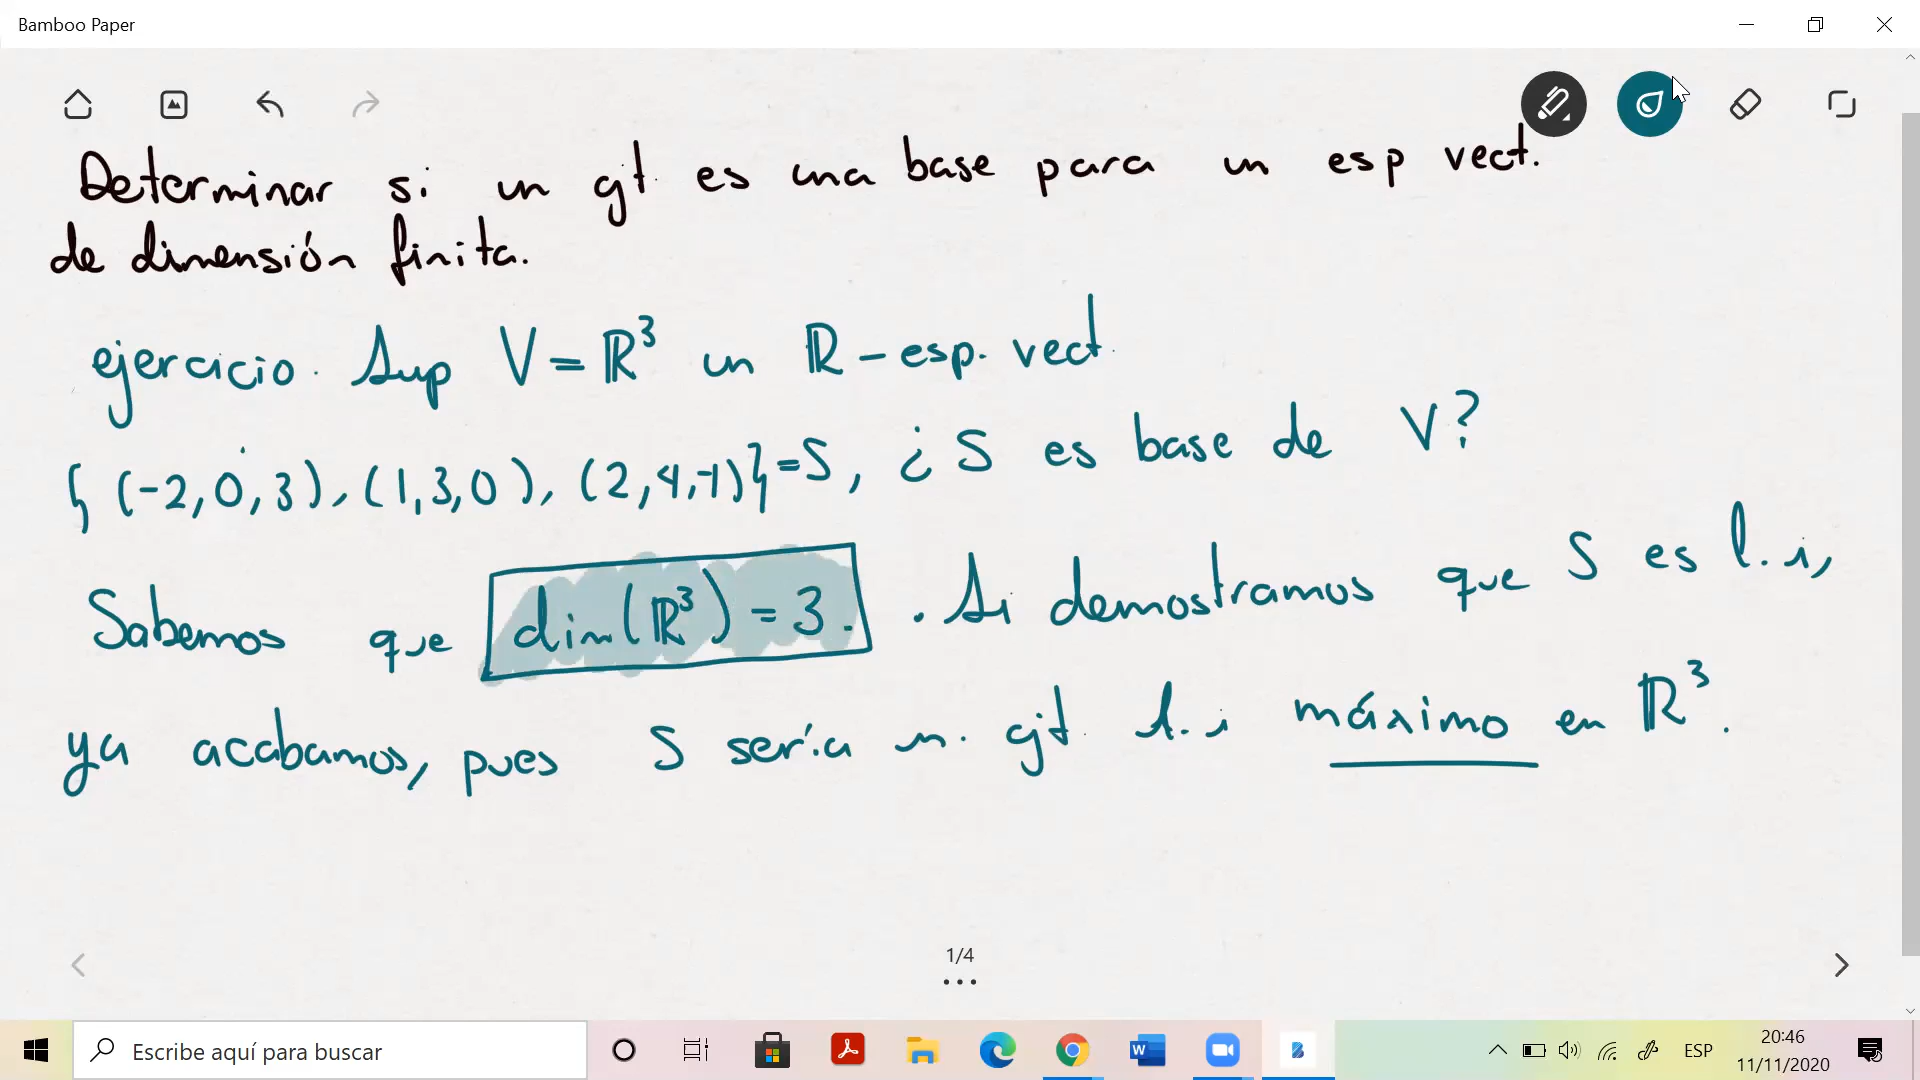 Bamboo Paper
Determinar si un cjt. es una base para un esp vect.
de dimensión finita.
ejercicio. Sup V = ℝ³ un ℝ-esp. vect.
{(-2,0,3), (1,3,0), (2,4,-1)}=S, ¿S es base de V?
Sabemos que dim(ℝ³) = 3. . Si demostramos que S es l.i,
ya acabamos, pues S sería un. cjt. l.i máximo en ℝ³.
1/4
Escribe aquí para buscar
ESP
20:46
11/11/2020